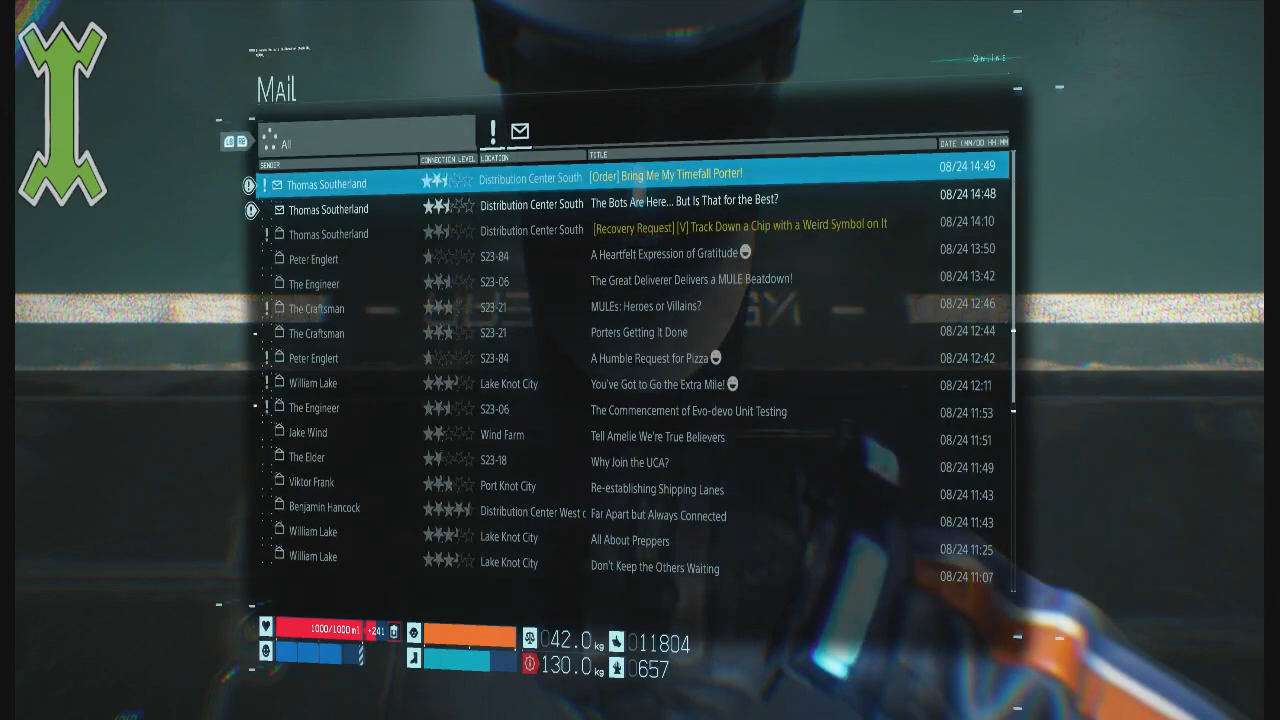 Online
Mail
All
SENDER CONNECTION LEVEL LOCATION TITLE DATE (MM/DD HH:MM
! Thomas Southerland Distribution Center South [Order] Bring Me My Timefall Porter! 08/24 14:49
Thomas Southerland Distribution Center South The Bots Are Here... But Is That for the Best? 08/24 14:48
! Thomas Southerland Distribution Center South [Recovery Request] [V] Track Down a Chip with a Weird Symbol on It 08/24 14:10
Peter Englert S23-84 A Heartfelt Expression of Gratitude 08/24 13:50
The Engineer S23-06 The Great Deliverer Delivers a MULE Beatdown! 08/24 13:42
! The Craftsman S23-21 MULEs: Heroes or Villains? 08/24 12:46
The Craftsman S23-21 Porters Getting It Done 08/24 12:44
! Peter Englert S23-84 A Humble Request for Pizza 08/24 12:42
! William Lake Lake Knot City You've Got to Go the Extra Mile! 08/24 12:11
! The Engineer S23-06 The Commencement of Evo-devo Unit Testing 08/24 11:53
Jake Wind Wind Farm Tell Amelie We're True Believers 08/24 11:51
The Elder S23-18 Why Join the UCA? 08/24 11:49
Viktor Frank Port Knot City Re-establishing Shipping Lanes 08/24 11:43
Benjamin Hancock Distribution Center West c Far Apart but Always Connected 08/24 11:43
William Lake Lake Knot City All About Preppers 08/24 11:25
William Lake Lake Knot City Don't Keep the Others Waiting 08/24 11:07
1000/1000 ml +241 042.0 kg 011804
130.0 kg 0657